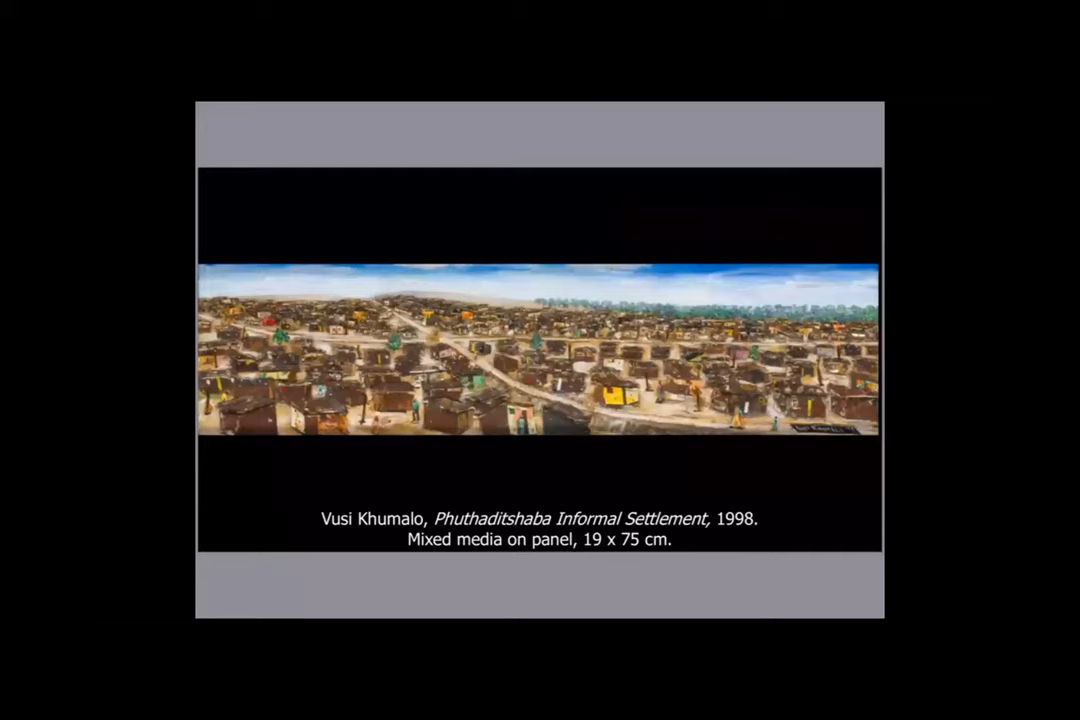 Vusi Khumalo, Phuthaditshaba Informal Settlement, 1998.
Mixed media on panel, 19 x 75 cm.